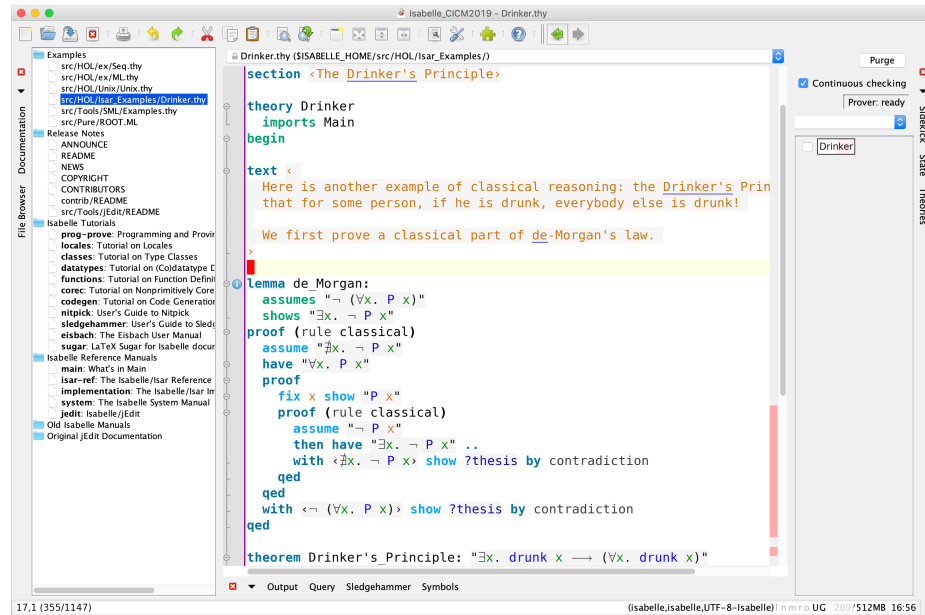 Isabelle_CICM2019 - Drinker.thy
Examples
src/HOL/ex/Seq.thy
src/HOL/ex/ML.thy
src/HOL/Unix/Unix.thy
src/HOL/Isar_Examples/Drinker.thy
src/Tools/SML/Examples.thy
src/Pure/ROOT.ML
Release Notes
ANNOUNCE
README
NEWS
COPYRIGHT
CONTRIBUTORS
contrib/README
src/Tools/jEdit/README
Isabelle Tutorials
prog-prove: Programming and Provin
locales: Tutorial on Locales
classes: Tutorial on Type Classes
datatypes: Tutorial on (Co)datatype D
functions: Tutorial on Function Definit
corec: Tutorial on Nonprimitively Core
codegen: Tutorial on Code Generation
nitpick: User's Guide to Nitpick
sledgehammer: User's Guide to Sledg
eisbach: The Eisbach User Manual
sugar: LaTeX Sugar for Isabelle docur
Isabelle Reference Manuals
main: What's in Main
isar-ref: The Isabelle/Isar Reference
implementation: The Isabelle/Isar Im
system: The Isabelle System Manual
jedit: Isabelle/jEdit
Old Isabelle Manuals
Original jEdit Documentation
Documentation
File Browser
Drinker.thy ($ISABELLE_HOME/src/HOL/Isar_Examples/)
section ‹The Drinker's Principle›
theory Drinker
imports Main
begin
text ‹
Here is another example of classical reasoning: the Drinker's Prin
that for some person, if he is drunk, everybody else is drunk!
We first prove a classical part of de-Morgan's law.
›
lemma de_Morgan:
assumes "¬ (∀x. P x)"
shows "∃x. ¬ P x"
proof (rule classical)
assume "∄x. ¬ P x"
have "∀x. P x"
proof
fix x show "P x"
proof (rule classical)
assume "¬ P x"
then have "∃x. ¬ P x" ..
with ‹∄x. ¬ P x› show ?thesis by contradiction
qed
qed
with ‹¬ (∀x. P x)› show ?thesis by contradiction
qed
theorem Drinker's_Principle: "∃x. drunk x ⟶ (∀x. drunk x)"
Purge
Continuous checking
Prover: ready
Drinker
Sidekick
State
Theories
Output Query Sledgehammer Symbols
17,1 (355/1147)
(isabelle,isabelle,UTF-8-Isabelle) n m r o UG 209/512MB 16:56